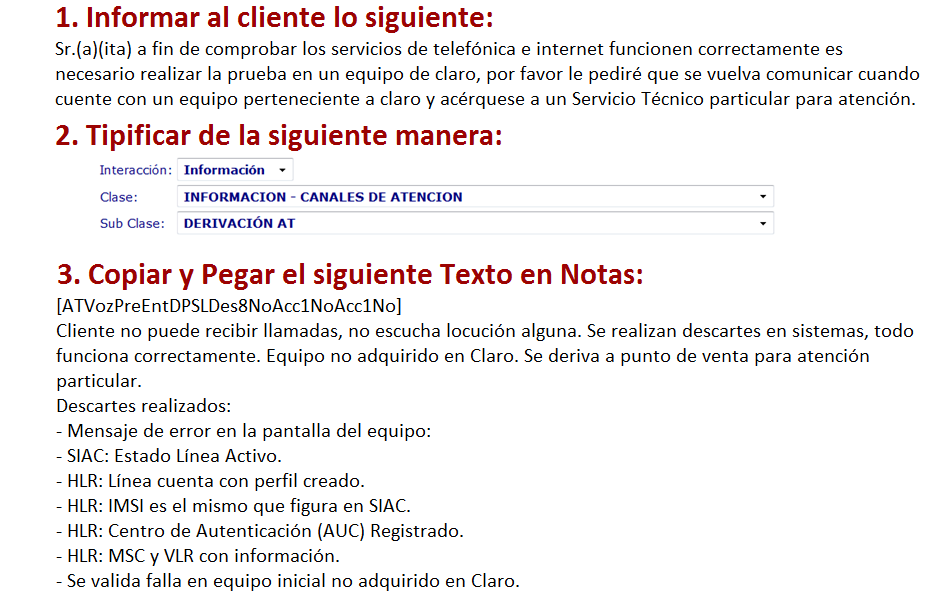 1. Informar al cliente lo siguiente:
Sr.(a)(ita) a fin de comprobar los servicios de telefónica e internet funcionen correctamente es
necesario realizar la prueba en un equipo de claro, por favor le pediré que se vuelva comunicar cuando
cuente con un equipo perteneciente a claro y acérquese a un Servicio Técnico particular para atención.
2. Tipificar de la siguiente manera:
Interacción: Información
Clase: INFORMACION - CANALES DE ATENCION
Sub Clase: DERIVACIÓN AT
3. Copiar y Pegar el siguiente Texto en Notas:
[ATVozPreEntDPSLDes8NoAcc1NoAcc1No]
Cliente no puede recibir llamadas, no escucha locución alguna. Se realizan descartes en sistemas, todo
funciona correctamente. Equipo no adquirido en Claro. Se deriva a punto de venta para atención
particular.
Descartes realizados:
- Mensaje de error en la pantalla del equipo:
- SIAC: Estado Línea Activo.
- HLR: Línea cuenta con perfil creado.
- HLR: IMSI es el mismo que figura en SIAC.
- HLR: Centro de Autenticación (AUC) Registrado.
- HLR: MSC y VLR con información.
- Se valida falla en equipo inicial no adquirido en Claro.